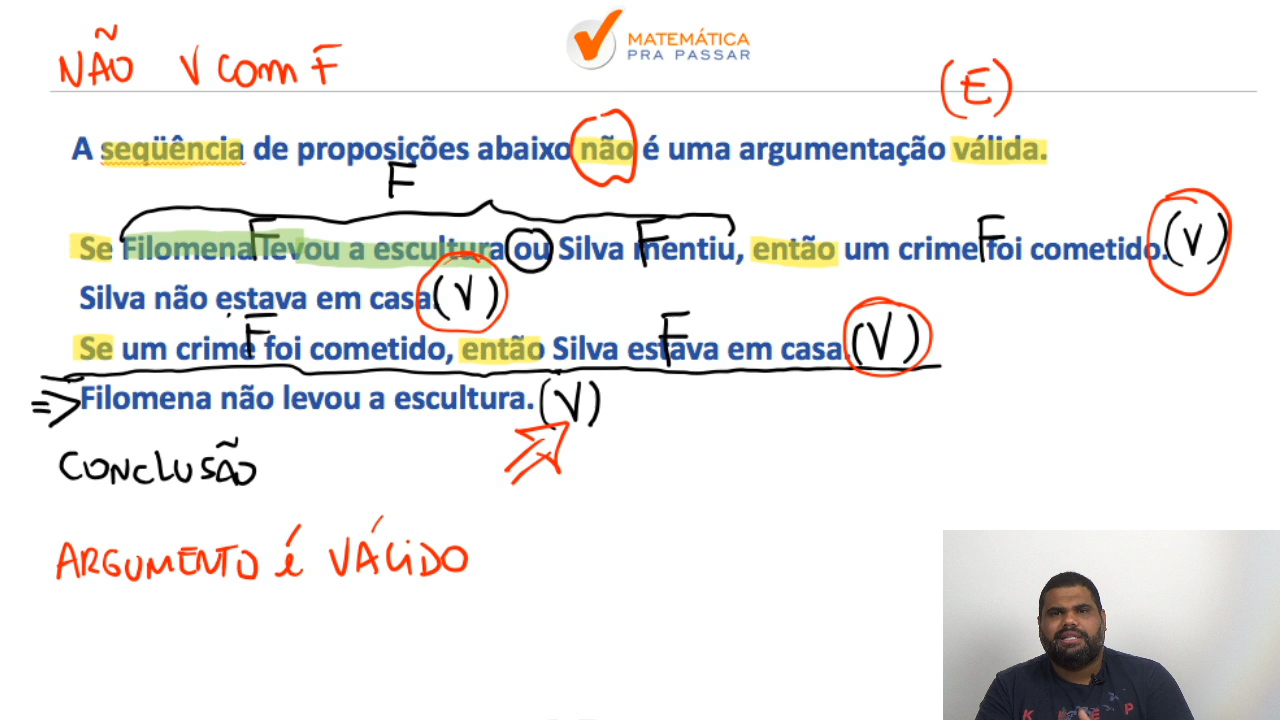 NÃO V COM F
MATEMÁTICA
PRA PASSAR
(E)
A seqüência de proposições abaixo não é uma argumentação válida.
F
F F F
Se Filomena levou a escultura ou Silva mentiu, então um crime foi cometido. (V)
Silva não estava em casa. (V)
F F
Se um crime foi cometido, então Silva estava em casa. (V)
⇒ Filomena não levou a escultura. (V)
CONCLUSÃO
ARGUMENTO É VÁLIDO
K E E P